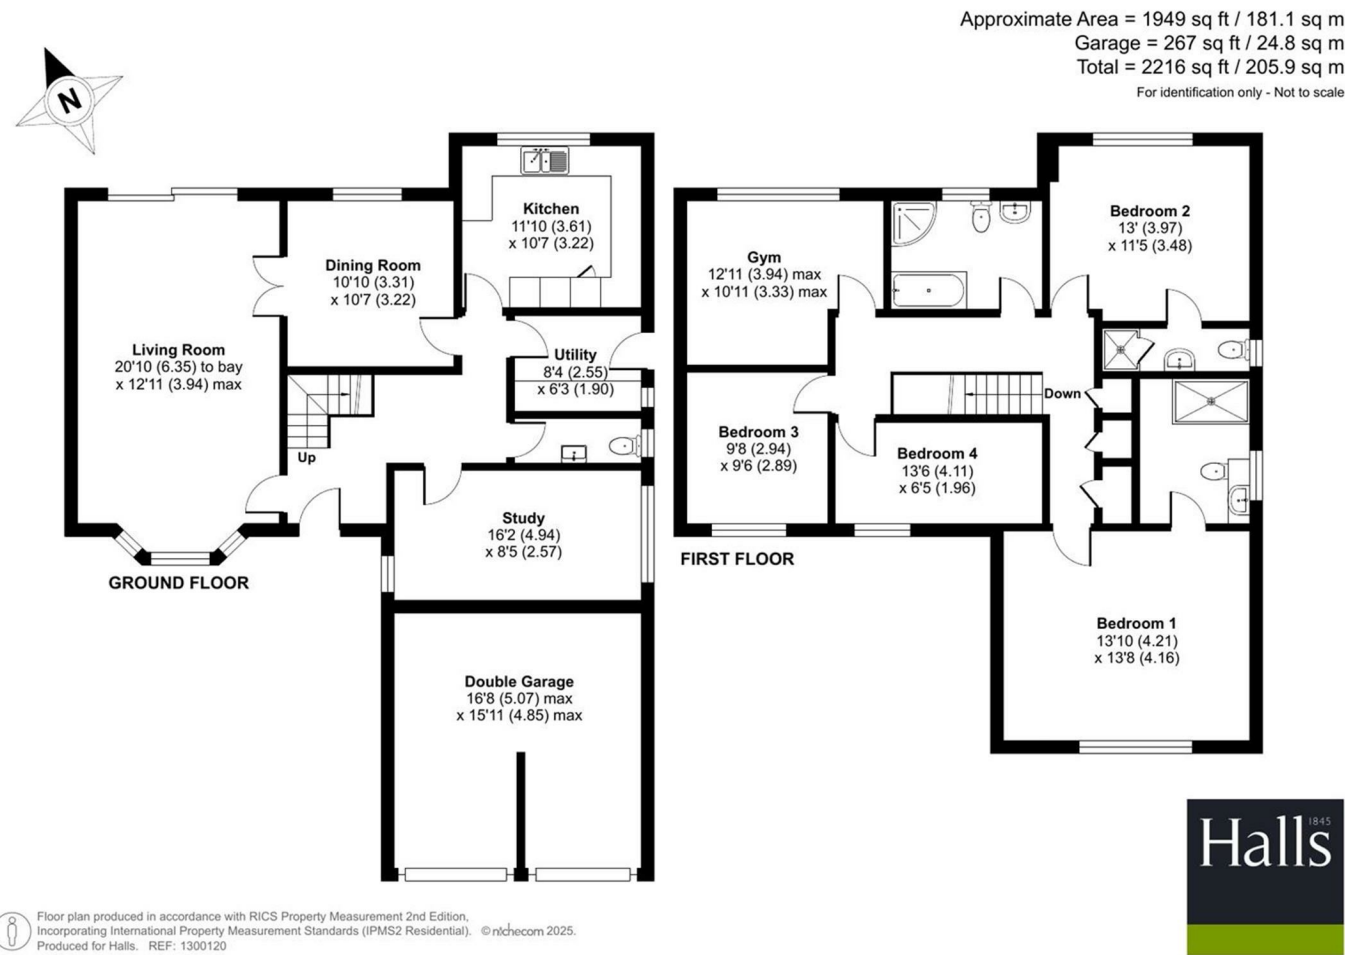 Approximate Area = 1949 sq ft / 181.1 sq m
Garage = 267 sq ft / 24.8 sq m
Total = 2216 sq ft / 205.9 sq m
For identification only - Not to scale
N
Kitchen
11'10 (3.61)
x 10'7 (3.22)
Dining Room
10'10 (3.31)
x 10'7 (3.22)
Living Room
20'10 (6.35) to bay
x 12'11 (3.94) max
Utility
8'4 (2.55)
x 6'3 (1.90)
Up
Study
16'2 (4.94)
x 8'5 (2.57)
GROUND FLOOR
Double Garage
16'8 (5.07) max
x 15'11 (4.85) max
Bedroom 2
13' (3.97)
x 11'5 (3.48)
Gym
12'11 (3.94) max
x 10'11 (3.33) max
Down
Bedroom 3
9'8 (2.94)
x 9'6 (2.89)
Bedroom 4
13'6 (4.11)
x 6'5 (1.96)
FIRST FLOOR
Bedroom 1
13'10 (4.21)
x 13'8 (4.16)
1845
Halls
Floor plan produced in accordance with RICS Property Measurement 2nd Edition,
Incorporating International Property Measurement Standards (IPMS2 Residential). © nichecom 2025.
Produced for Halls. REF: 1300120